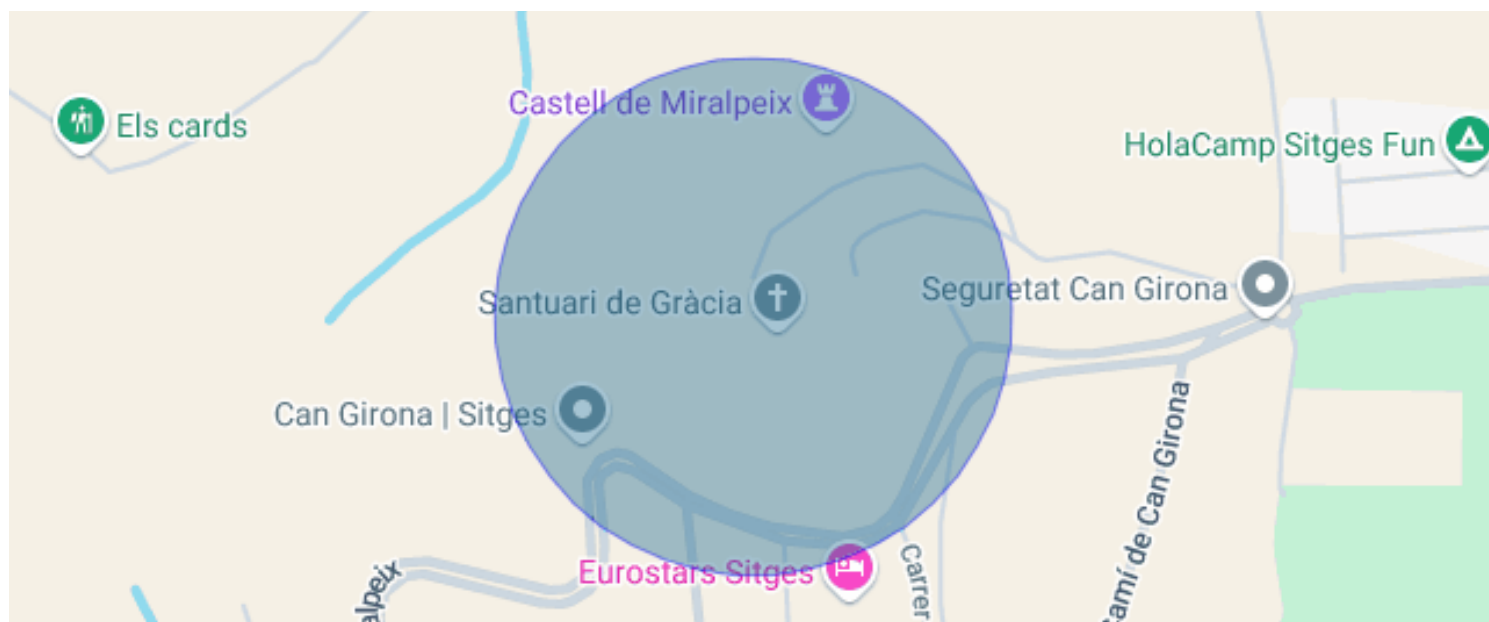 Castell de Miralpeix
Els cards
HolaCamp Sitges Fun
Santuari de Gràcia
Seguretat Can Girona
Can Girona | Sitges
Camí de Can Girona
Eurostars Sitges
Carrer
alpeix